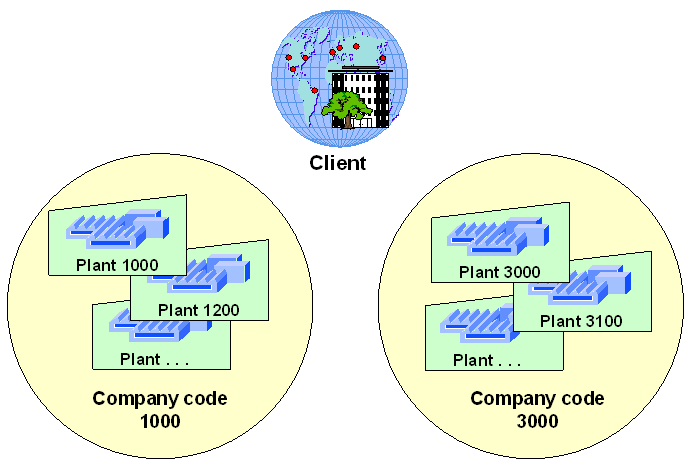 Client
Plant 1000
Plant 1200
Plant . . .
Company code
1000
Plant 3000
Plant 3100
Plant . . .
Company code
3000